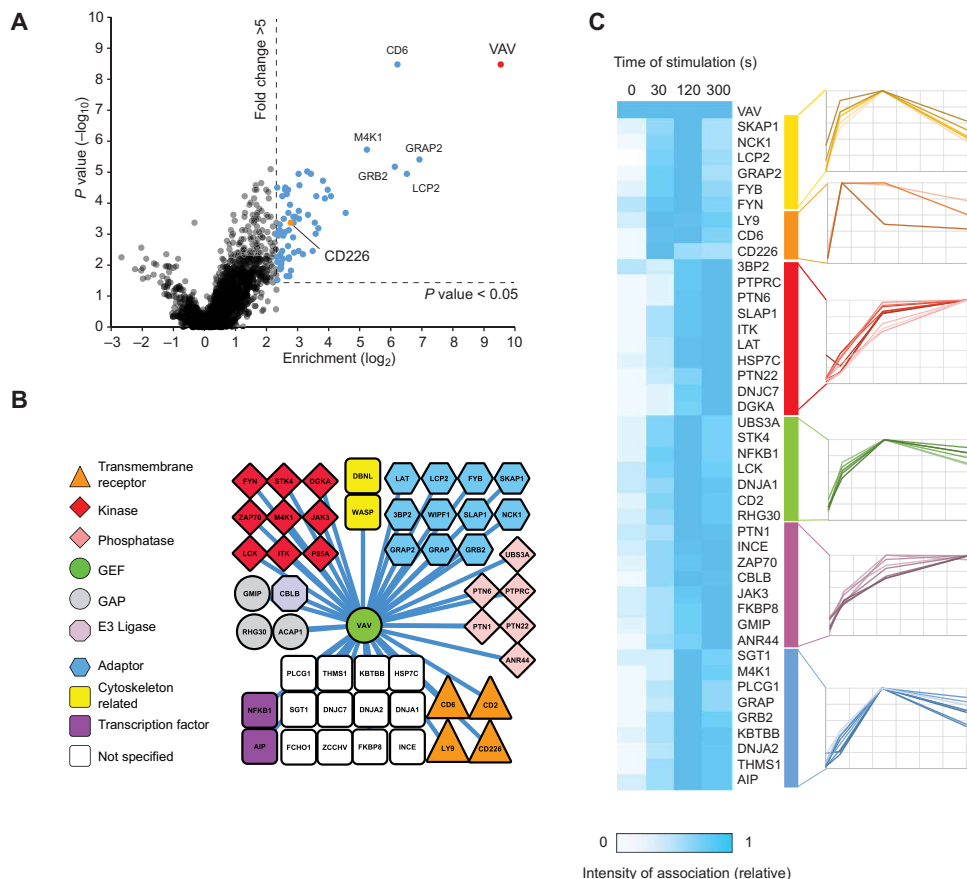 A
10
9
8
7
6
5
4
3
2
1
0
P value (–log10)
–3
–2
–1
0
1
2
3
4
5
6
7
8
9
10
Enrichment (log2)
Fold change >5
CD6
VAV
M4K1
GRAP2
GRB2
LCP2
CD226
P value < 0.05
B
Transmembrane
receptor
Kinase
Phosphatase
GEF
GAP
E3 Ligase
Adaptor
Cytoskeleton
related
Transcription factor
Not specified
FYN STK4 DGKA
ZAP70 M4K1 JAK3
LCK ITK P85A
DBNL
WASP
LAT LCP2 FYB SKAP1
3BP2 WIPF1 SLAP1 NCK1
GRAP2 GRAP GRB2
UBS3A
PTN6 PTPRC
PTN1 PTN22
ANR44
GMIP CBLB
RHG30 ACAP1
VAV
PLCG1 THMS1 KBTBB HSP7C
NFKB1 SGT1 DNJC7 DNJA2 DNJA1
AIP FCHO1 ZCCHV FKBP8 INCE
CD6 CD2
LY9 CD226
C
Time of stimulation (s)
0 30 120 300
VAV
SKAP1
NCK1
LCP2
GRAP2
FYB
FYN
LY9
CD6
CD226
3BP2
PTPRC
PTN6
SLAP1
ITK
LAT
HSP7C
PTN22
DNJC7
DGKA
UBS3A
STK4
NFKB1
LCK
DNJA1
CD2
RHG30
PTN1
INCE
ZAP70
CBLB
JAK3
FKBP8
GMIP
ANR44
SGT1
M4K1
PLCG1
GRAP
GRB2
KBTBB
DNJA2
THMS1
AIP
0 1
Intensity of association (relative)